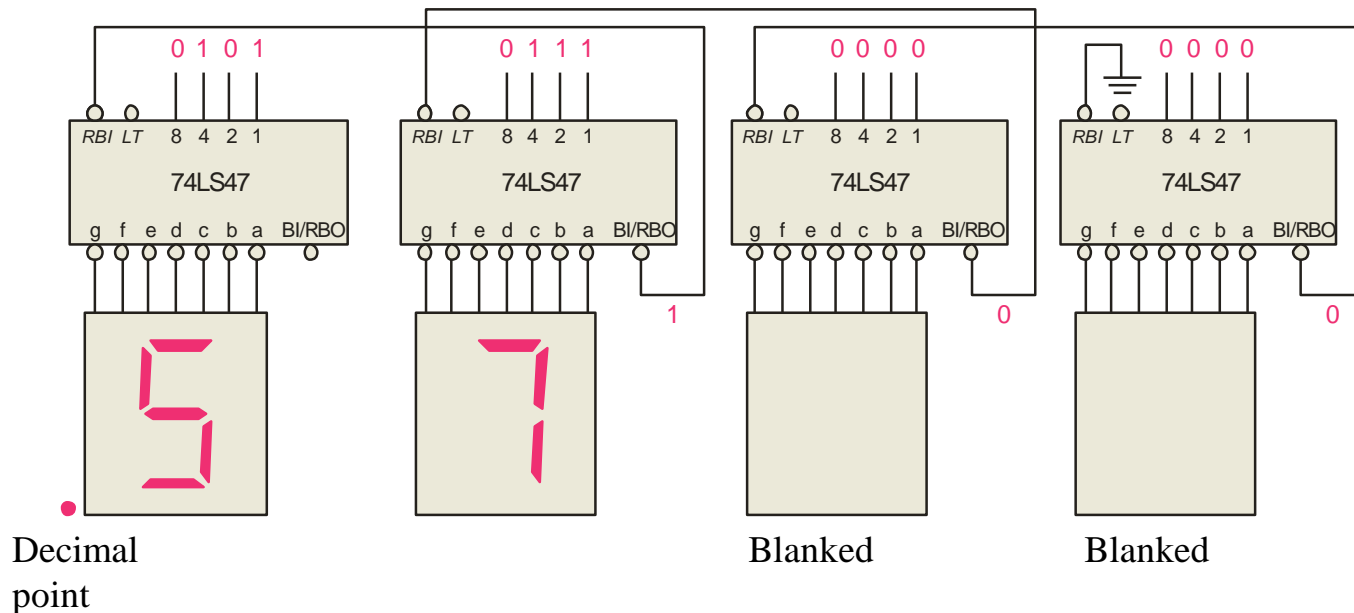 0 1 0 1 0 1 1 1 0 0 0 0 0 0 0 0
RBI LT 8 4 2 1 RBI LT 8 4 2 1 RBI LT 8 4 2 1 RBI LT 8 4 2 1
74LS47 74LS47 74LS47 74LS47
g f e d c b a BI/RBO g f e d c b a BI/RBO g f e d c b a BI/RBO g f e d c b a BI/RBO
1 0 0
5 7
Decimal Blanked Blanked
point